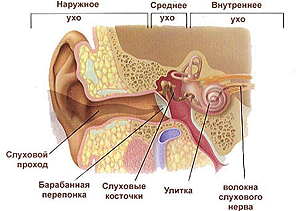 Наружное ухо
Среднее ухо
Внутреннее ухо
Слуховой проход
Барабанная перепонка
Слуховые косточки
Улитка
волокна слухового нерва